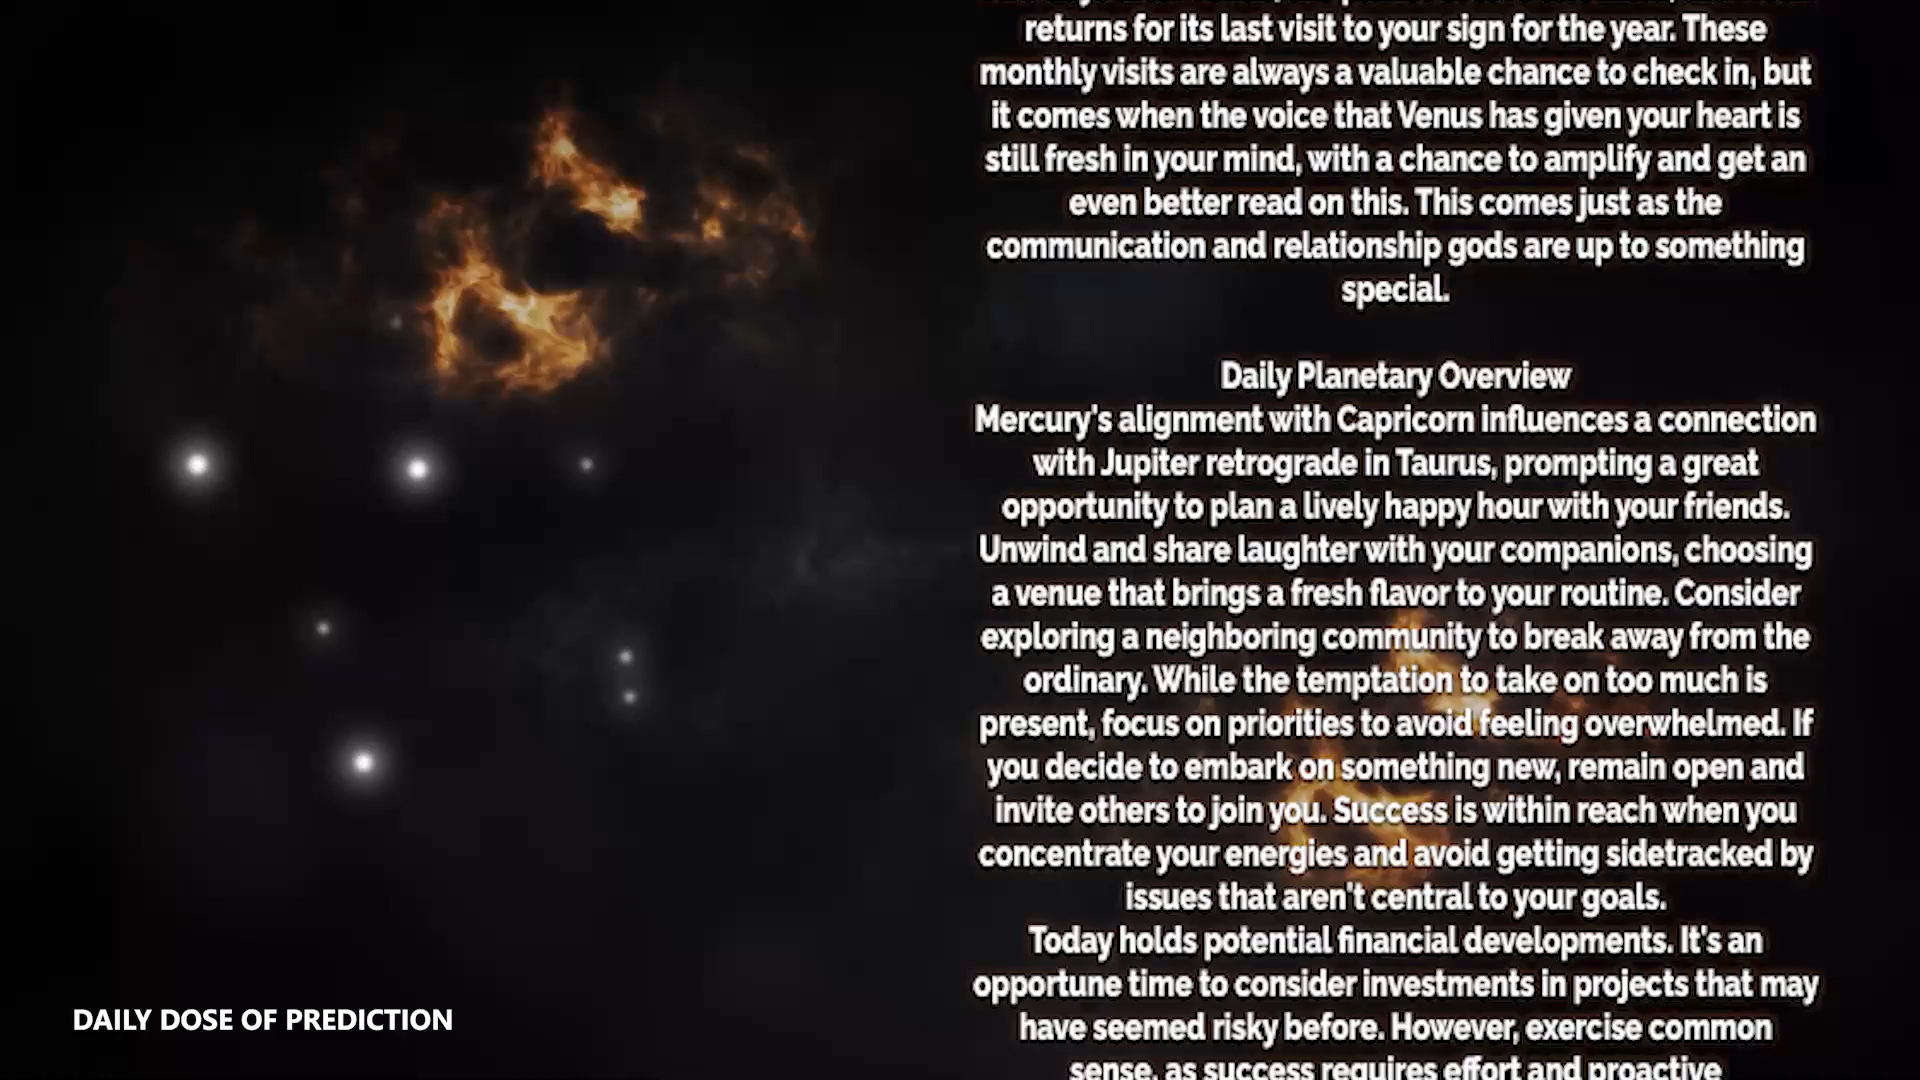 returns for its last visit to your sign for the year. These
monthly visits are always a valuable chance to check in, but
it comes when the voice that Venus has given your heart is
still fresh in your mind, with a chance to amplify and get an
even better read on this. This comes just as the
communication and relationship gods are up to something
special.
Daily Planetary Overview
Mercury's alignment with Capricorn influences a connection
with Jupiter retrograde in Taurus, prompting a great
opportunity to plan a lively happy hour with your friends.
Unwind and share laughter with your companions, choosing
a venue that brings a fresh flavor to your routine. Consider
exploring a neighboring community to break away from the
ordinary. While the temptation to take on too much is
present, focus on priorities to avoid feeling overwhelmed. If
you decide to embark on something new, remain open and
invite others to join you. Success is within reach when you
concentrate your energies and avoid getting sidetracked by
issues that aren't central to your goals.
Today holds potential financial developments. It's an
opportune time to consider investments in projects that may
have seemed risky before. However, exercise common
sense, as success requires effort and proactive
DAILY DOSE OF PREDICTION